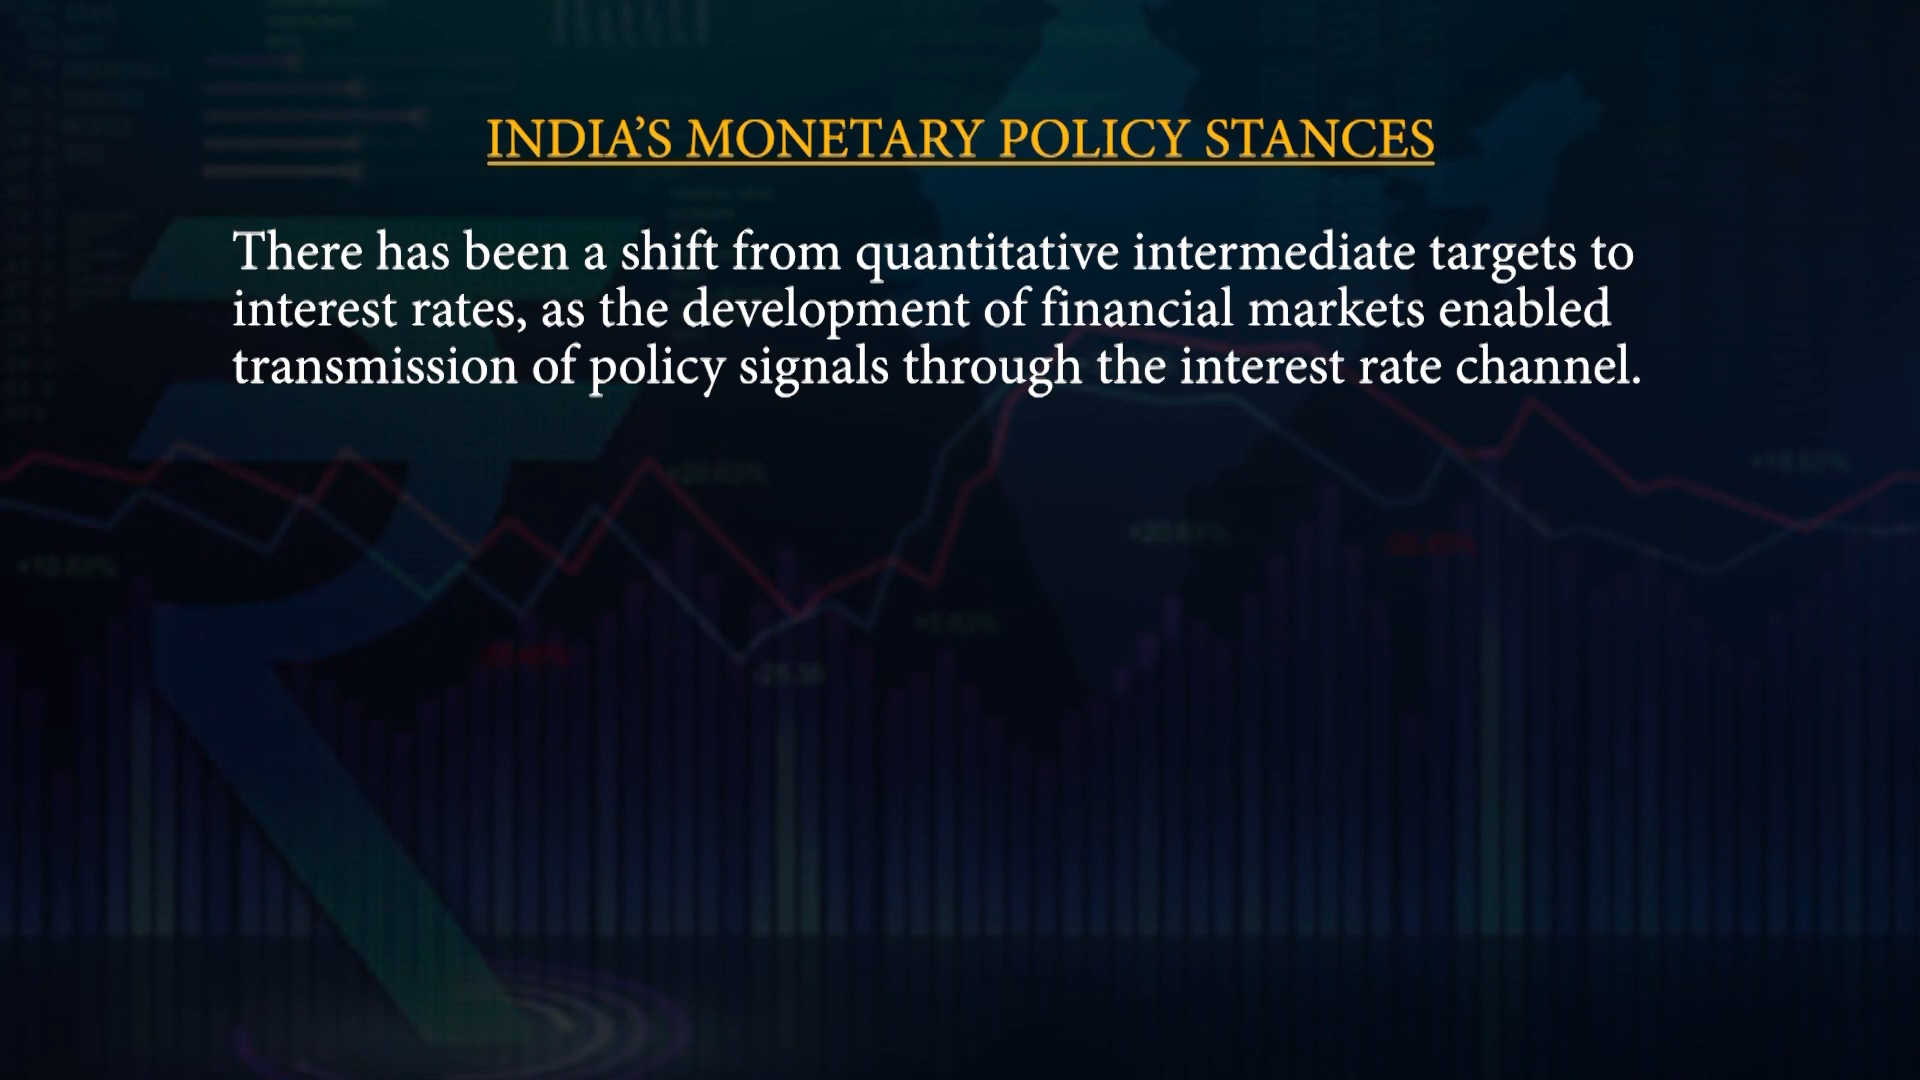 INDIA’S MONETARY POLICY STANCES
There has been a shift from quantitative intermediate targets to
interest rates, as the development of financial markets enabled
transmission of policy signals through the interest rate channel.